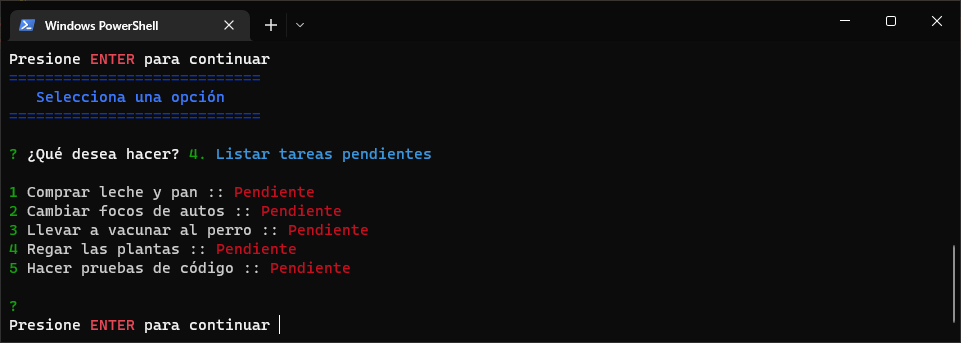 Windows PowerShell
Presione ENTER para continuar
============================
Selecciona una opción
============================
? ¿Qué desea hacer? 4. Listar tareas pendientes
1 Comprar leche y pan :: Pendiente
2 Cambiar focos de autos :: Pendiente
3 Llevar a vacunar al perro :: Pendiente
4 Regar las plantas :: Pendiente
5 Hacer pruebas de código :: Pendiente
?
Presione ENTER para continuar